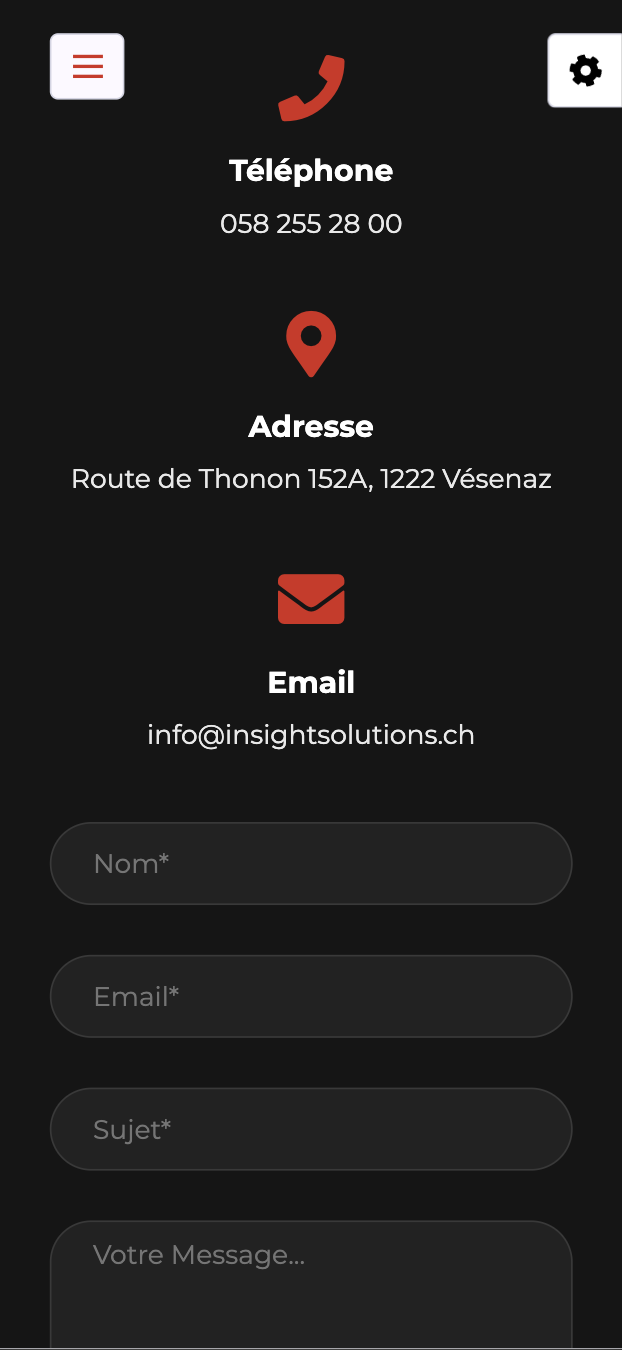 Téléphone
058 255 28 00
Adresse
Route de Thonon 152A, 1222 Vésenaz
Email
info@insightsolutions.ch
Nom*
Email*
Sujet*
Votre Message...